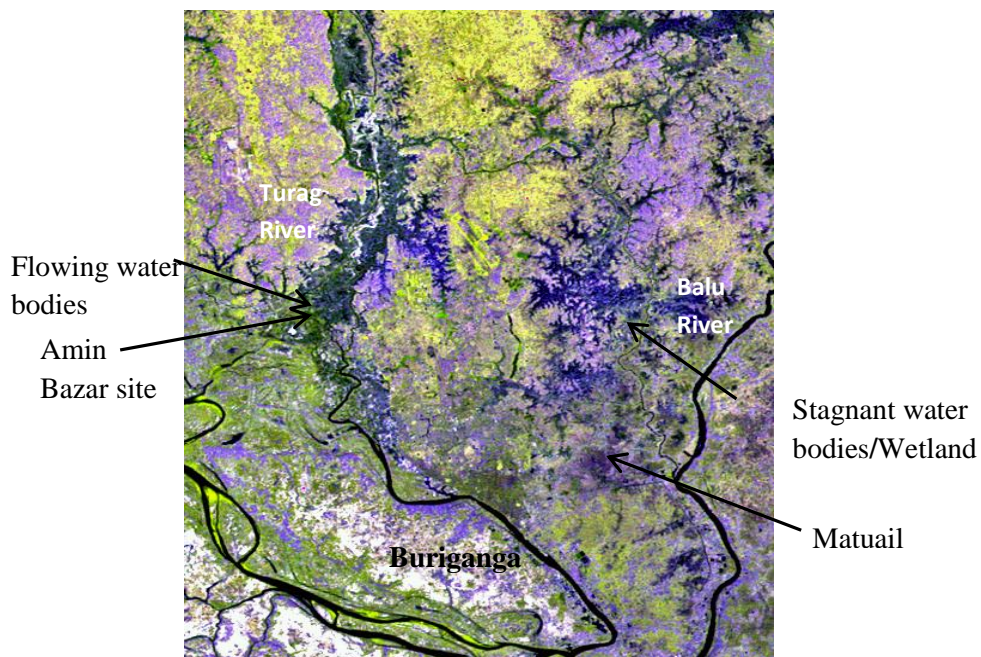 Turag
River
Flowing water
bodies
Balu
River
Amin
Bazar site
Stagnant water
bodies/Wetland
Matuail
Buriganga